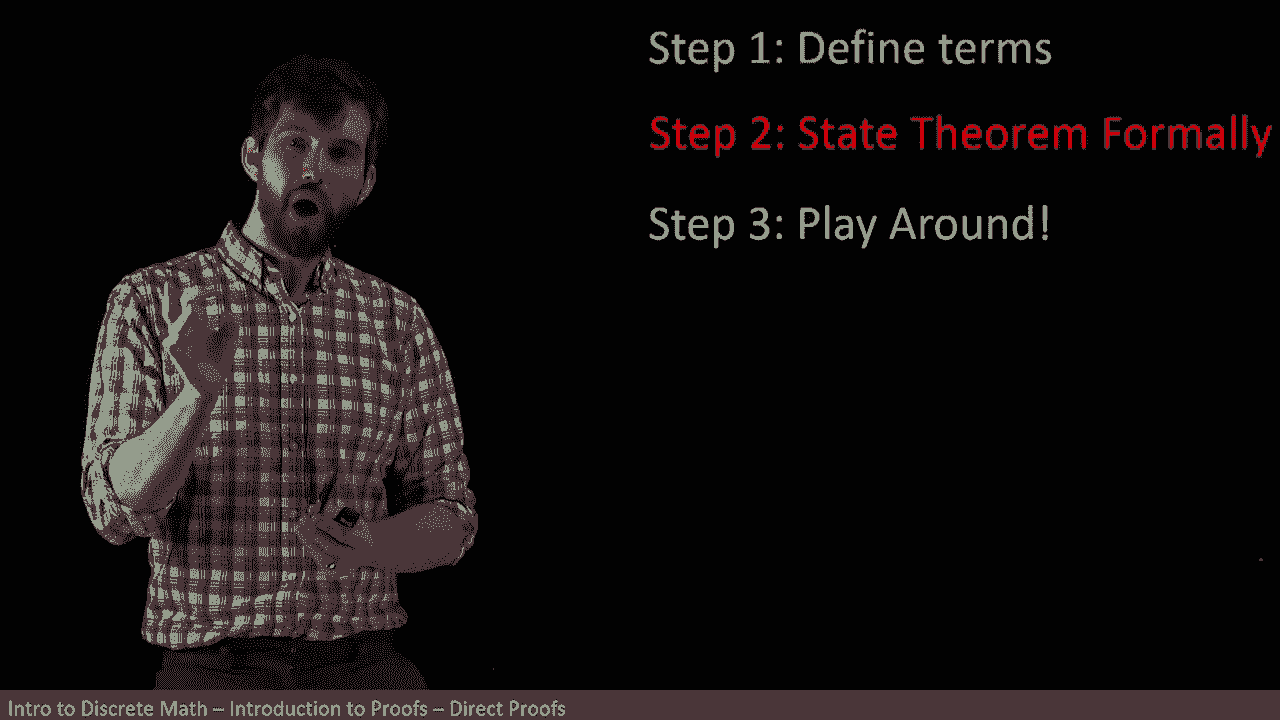 Step 1: Define terms
Step 2: State Theorem Formally
Step 3: Play Around!
Intro to Discrete Math – Introduction to Proofs – Direct Proofs